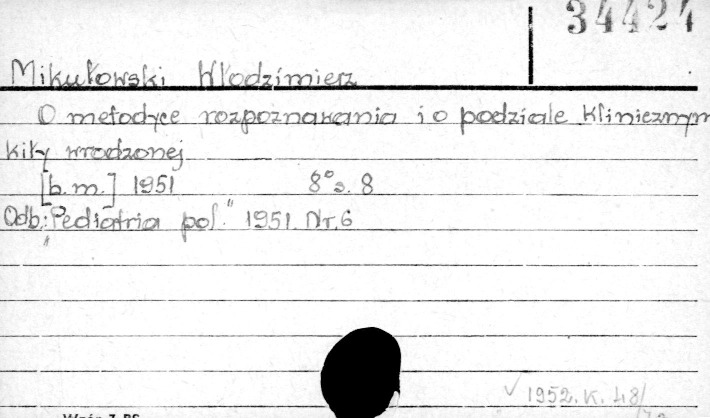 34424
Mikułowski Włodzimierz
O metodyce rozpoznawania i o podziale klinicznym
kiły wrodzonej
[b.m.] 1951 8° s. 8
Odb.: "Pediatria pol." 1951. Nr. 6
1952. K. 48/